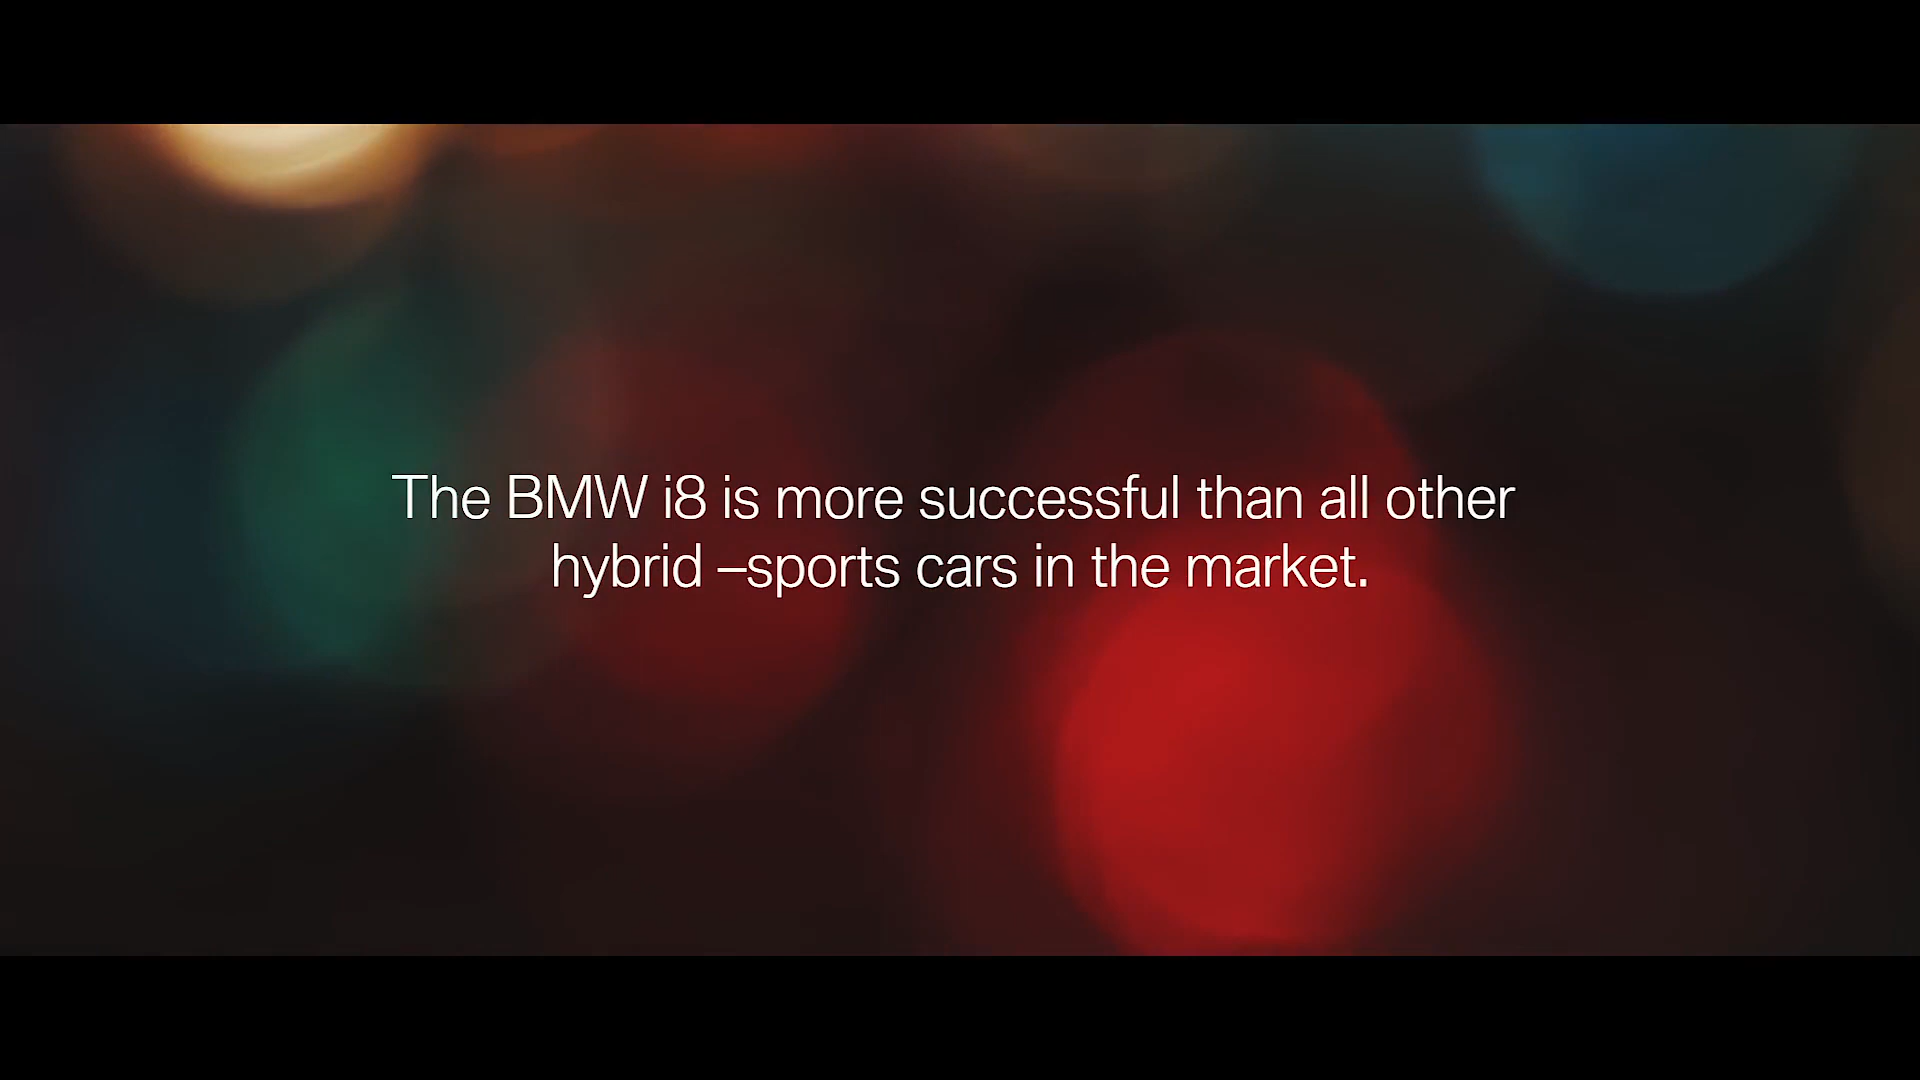 The BMW i8 is more successful than all other
hybrid –sports cars in the market.